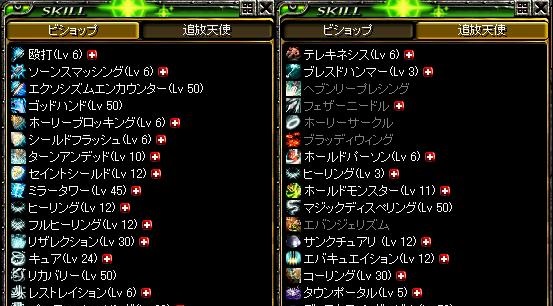 SKILL
ビショップ 追放天使
殴打(Lv 6)
ソーンスマッシング(Lv 6)
エクソシズムエンカウンター(Lv 50)
ゴッドハンド(Lv 50)
ホーリーブロッキング(Lv 6)
シールドフラッシュ(Lv 6)
ターンアンデッド(Lv 10)
セイントシールド(Lv 12)
ミラータワー(Lv 45)
ヒーリング(Lv 12)
フルヒーリング(Lv 12)
リザレクション(Lv 30)
キュア(Lv 24)
リカバリー(Lv 50)
レストレイション(Lv 6)
SKILL
ビショップ 追放天使
テレキネシス(Lv 6)
ブレスドハンマー(Lv 3)
ヘブンリーブレシング
フェザーニードル
ホーリーサークル
ブラッディウィング
ホールドパーソン(Lv 6)
ヒーリング(Lv 3)
ホールドモンスター(Lv 11)
マジックディスペリング(Lv 50)
エバンジェリズム
サンクチュアリ(Lv 12)
エバキュエイション(Lv 12)
コーリング(Lv 30)
タウンポータル(Lv 5)